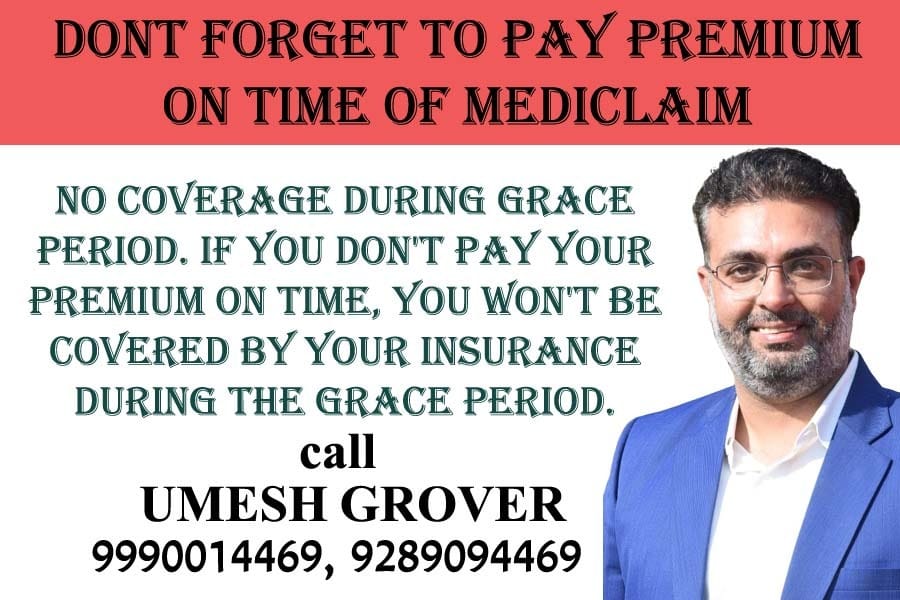 DONT FORGET TO PAY PREMIUM
ON TIME OF MEDICLAIM
NO COVERAGE DURING GRACE
PERIOD. IF YOU DON'T PAY YOUR
PREMIUM ON TIME, YOU WON'T BE
COVERED BY YOUR INSURANCE
DURING THE GRACE PERIOD.
call
UMESH GROVER
9990014469, 9289094469